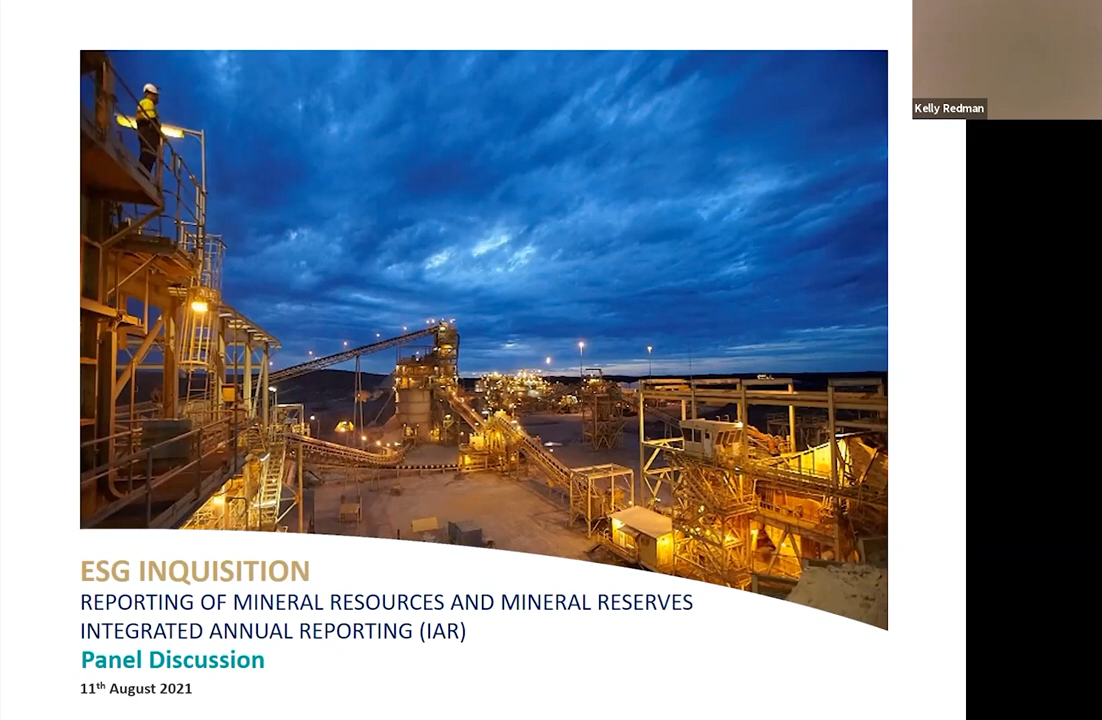 Kelly Redman
ESG INQUISITION
REPORTING OF MINERAL RESOURCES AND MINERAL RESERVES
INTEGRATED ANNUAL REPORTING (IAR)
Panel Discussion
11th August 2021